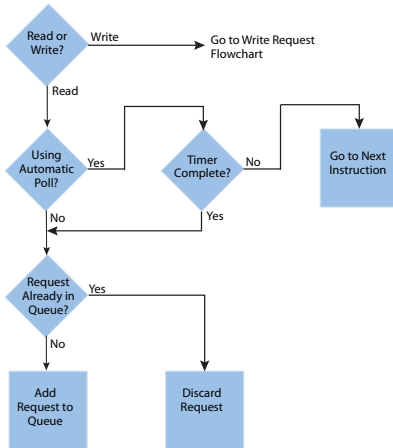 Read or
Write?
Write
Go to Write Request
Flowchart
Read
Using
Automatic
Poll?
Yes
Timer
Complete?
No
Go to Next
Instruction
No
Yes
Request
Already in
Queue?
Yes
No
Add
Request to
Queue
Discard
Request